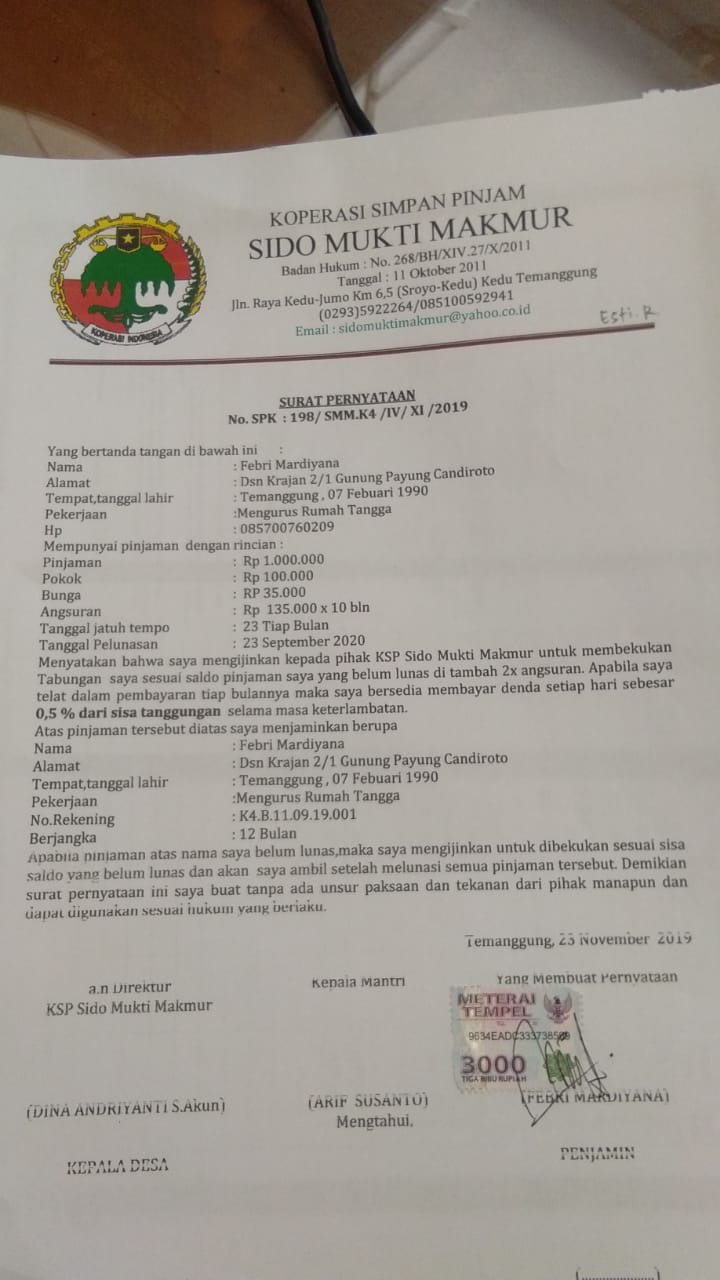 KOPERASI SIMPAN PINJAM
SIDO MUKTI MAKMUR
Badan Hukum : No. 268/BH/XIV.27/X/2011
Tanggal : 11 Oktober 2011
Jln. Raya Kedu-Jumo Km 6,5 (Sroyo-Kedu) Kedu Temanggung
(0293)5922264/085100592941
Email : sidomuktimakmur@yahoo.co.id
Esti. R
KOPERASI INDONESIA
SURAT PERNYATAAN
No. SPK : 198/ SMM.K4 /IV/ XI /2019
Yang bertanda tangan di bawah ini :
Nama : Febri Mardiyana
Alamat : Dsn Krajan 2/1 Gunung Payung Candiroto
Tempat,tanggal lahir : Temanggung , 07 Febuari 1990
Pekerjaan :Mengurus Rumah Tangga
Hp : 085700760209
Mempunyai pinjaman dengan rincian :
Pinjaman : Rp 1.000.000
Pokok : Rp 100.000
Bunga : RP 35.000
Angsuran : Rp 135.000 x 10 bln
Tanggal jatuh tempo : 23 Tiap Bulan
Tanggal Pelunasan : 23 September 2020
Menyatakan bahwa saya mengijinkan kepada pihak KSP Sido Mukti Makmur untuk membekukan
Tabungan saya sesuai saldo pinjaman saya yang belum lunas di tambah 2x angsuran. Apabila saya
telat dalam pembayaran tiap bulannya maka saya bersedia membayar denda setiap hari sebesar
0,5 % dari sisa tanggungan selama masa keterlambatan.
Atas pinjaman tersebut diatas saya menjaminkan berupa
Nama : Febri Mardiyana
Alamat : Dsn Krajan 2/1 Gunung Payung Candiroto
Tempat,tanggal lahir : Temanggung , 07 Febuari 1990
Pekerjaan :Mengurus Rumah Tangga
No.Rekening : K4.B.11.09.19.001
Berjangka : 12 Bulan
Apabila pinjaman atas nama saya belum lunas,maka saya mengijinkan untuk dibekukan sesuai sisa
saldo yang belum lunas dan akan saya ambil setelah melunasi semua pinjaman tersebut. Demikian
surat pernyataan ini saya buat tanpa ada unsur paksaan dan tekanan dari pihak manapun dan
dapat digunakan sesuai hukum yang berlaku.
Temanggung, 23 November 2019
a.n Direktur Kepala Mantri Yang Membuat Pernyataan
KSP Sido Mukti Makmur
METERAI
TEMPEL
3000
TIGA RIBU RUPIAH
(DINA ANDRIYANTI S.Akun) (ARIF SUSANTO) (FEBRI MARDIYANA)
Mengtahui,
KEPALA DESA PENJAMIN